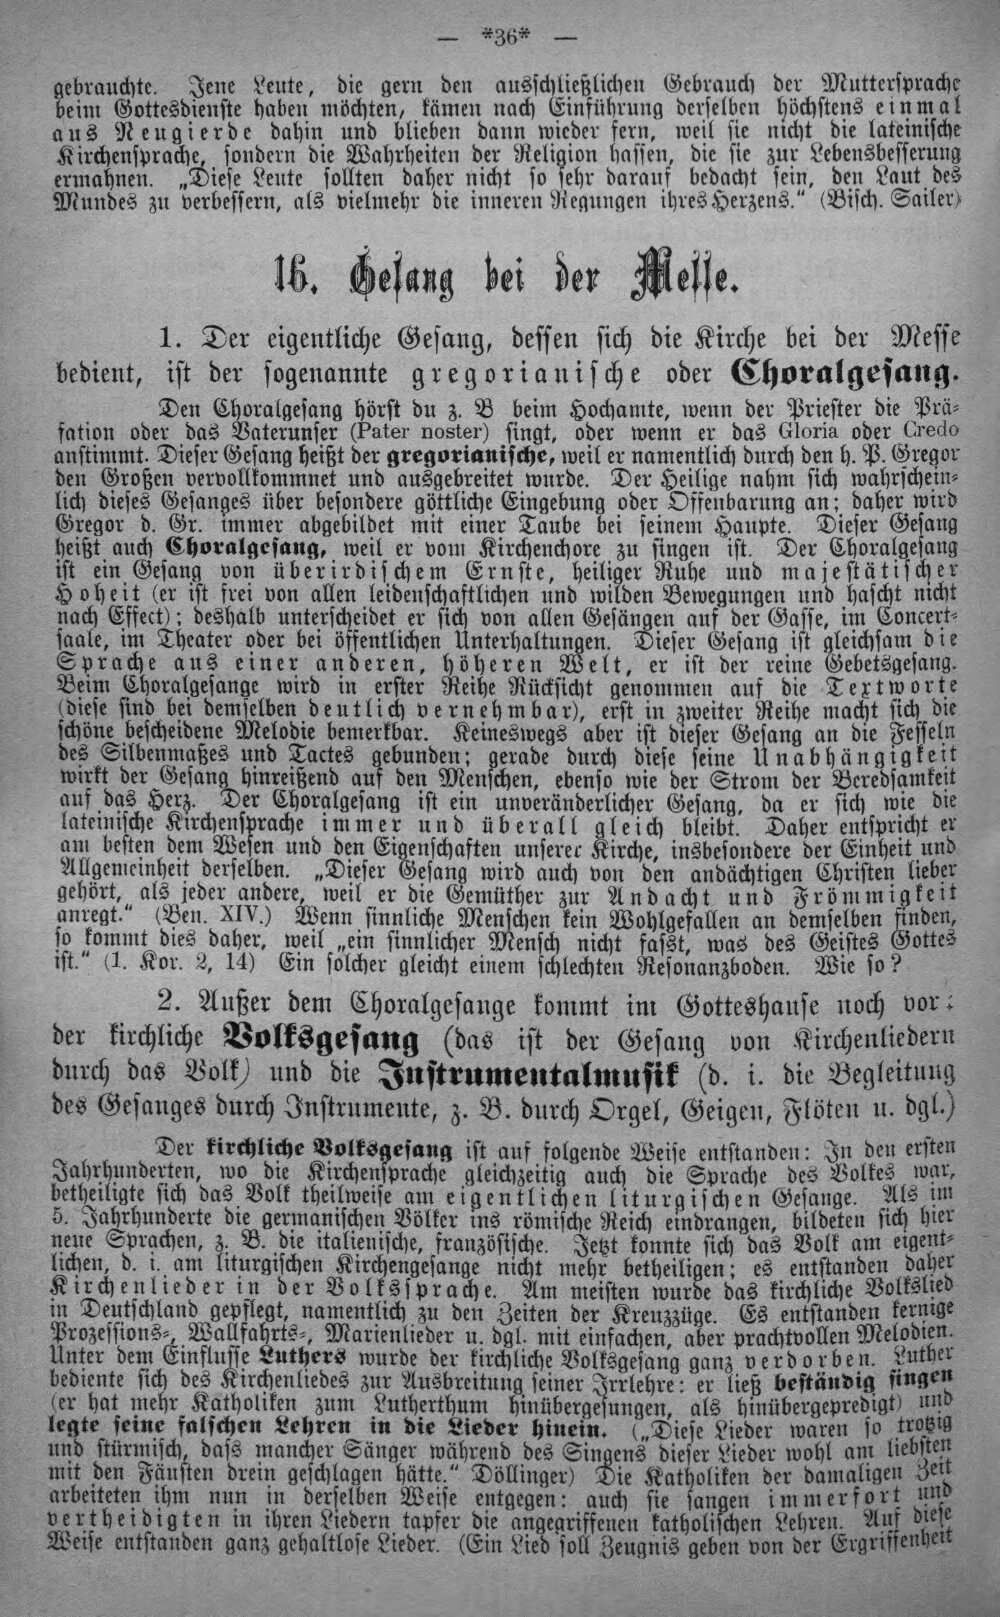 — *36* —
gebrauchte. Jene Leute, die gern den ausschließlichen Gebrauch der Muttersprache
beim Gottesdienste haben möchten, kämen nach Einführung derselben höchstens einmal
aus Neugierde dahin und blieben dann wieder fern, weil sie nicht die lateinische
Kirchensprache, sondern die Wahrheiten der Religion hassen, die sie zur Lebensbesserung
ermahnen. „Diese Leute sollten daher nicht so sehr darauf bedacht sein, den Laut des
Mundes zu verbessern, als vielmehr die inneren Regungen ihres Herzens.“ (Bisch. Sailer)
16. Gesang bei der Messe.
1. Der eigentliche Gesang, dessen sich die Kirche bei der Messe
bedient, ist der sogenannte gregorianische oder Choralgesang.
Den Choralgesang hörst du z. B beim Hochamte, wenn der Priester die Prä-
fation oder das Vaterunser (Pater noster) singt, oder wenn er das Gloria oder Credo
anstimmt. Dieser Gesang heißt der gregorianische, weil er namentlich durch den h. P. Gregor
den Großen vervollkommnet und ausgebreitet wurde. Der Heilige nahm sich wahrschein-
lich dieses Gesanges über besondere göttliche Eingebung oder Offenbarung an; daher wird
Gregor d. Gr. immer abgebildet mit einer Taube bei seinem Haupte. Dieser Gesang
heißt auch Choralgesang, weil er vom Kirchenchore zu singen ist. Der Choralgesang
ist ein Gesang von überirdischem Ernste, heiliger Ruhe und majestätischer
Hoheit (er ist frei von allen leidenschaftlichen und wilden Bewegungen und hascht nicht
nach Effect); deshalb unterscheidet er sich von allen Gesängen auf der Gasse, im Concert-
saale, im Theater oder bei öffentlichen Unterhaltungen. Dieser Gesang ist gleichsam die
Sprache aus einer anderen, höheren Welt, er ist der reine Gebetsgesang.
Beim Choralgesange wird in erster Reihe Rücksicht genommen auf die Textworte
(diese sind bei demselben deutlich vernehmbar), erst in zweiter Reihe macht sich die
schöne bescheidene Melodie bemerkbar. Keineswegs aber ist dieser Gesang an die Fesseln
des Silbenmaßes und Tactes gebunden; gerade durch diese seine Unabhängigkeit
wirkt der Gesang hinreißend auf den Menschen, ebenso wie der Strom der Beredsamkeit
auf das Herz. Der Choralgesang ist ein unveränderlicher Gesang, da er sich wie die
lateinische Kirchensprache immer und überall gleich bleibt. Daher entspricht er
am besten dem Wesen und den Eigenschaften unserer Kirche, insbesondere der Einheit und
Allgemeinheit derselben. „Dieser Gesang wird auch von den andächtigen Christen lieber
gehört, als jeder andere, weil er die Gemüther zur Andacht und Frömmigkeit
anregt.“ (Ben. XIV.) Wenn sinnliche Menschen kein Wohlgefallen an demselben finden,
so kommt dies daher, weil „ein sinnlicher Mensch nicht fasst, was des Geistes Gottes
ist.“ (1. Kor. 2, 14) Ein solcher gleicht einem schlechten Resonanzboden. Wie so?
2. Außer dem Choralgesange kommt im Gotteshause noch vor:
der kirchliche Volksgesang (das ist der Gesang von Kirchenliedern
durch das Volk) und die Instrumentalmusik (d. i. die Begleitung
des Gesanges durch Instrumente, z. B. durch Orgel, Geigen, Flöten u. dgl.)
Der kirchliche Volksgesang ist auf folgende Weise entstanden: In den ersten
Jahrhunderten, wo die Kirchensprache gleichzeitig auch die Sprache des Volkes war,
betheiligte sich das Volk theilweise am eigentlichen liturgischen Gesange. Als im
5. Jahrhunderte die germanischen Völker ins römische Reich eindrangen, bildeten sich hier
neue Sprachen, z. B. die italienische, französische. Jetzt konnte sich das Volk am eigent-
lichen, d. i. am liturgischen Kirchengesange nicht mehr betheiligen; es entstanden daher
Kirchenlieder in der Volkssprache. Am meisten wurde das kirchliche Volkslied
in Deutschland gepflegt, namentlich zu den Zeiten der Kreuzzüge. Es entstanden kernige
Prozessions-, Wallfahrts-, Marienlieder u. dgl. mit einfachen, aber prachtvollen Melodien.
Unter dem Einflusse Luthers wurde der kirchliche Volksgesang ganz verdorben. Luther
bediente sich des Kirchenliedes zur Ausbreitung seiner Irrlehre: er ließ beständig singen
(er hat mehr Katholiken zum Lutherthum hinübergesungen, als hinübergepredigt) und
legte seine falschen Lehren in die Lieder hinein. („Diese Lieder waren so trotzig
und stürmisch, dass mancher Sänger während des Singens dieser Lieder wohl am liebsten
mit den Fäusten drein geschlagen hätte.“ Döllinger) Die Katholiken der damaligen Zeit
arbeiteten ihm nun in derselben Weise entgegen: auch sie sangen immerfort und
vertheidigten in ihren Liedern tapfer die angegriffenen katholischen Lehren. Auf diese
Weise entstanden ganz gehaltlose Lieder. (Ein Lied soll Zeugnis geben von der Ergriffenheit